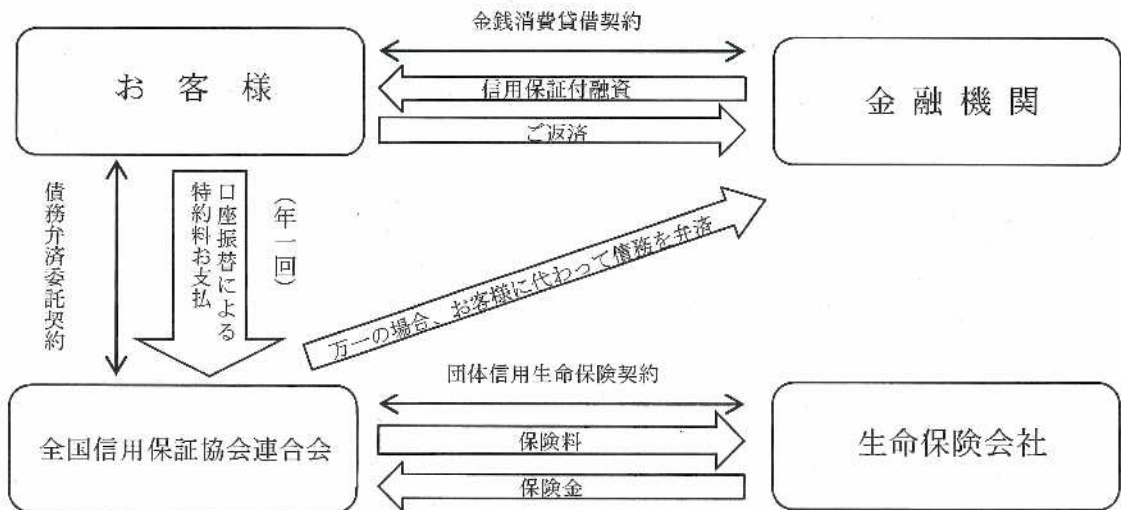 金銭消費貸借契約
お客様
信用保証付融資
金融機関
ご返済
債務弁済委託契約
口座振替による
特約料お支払
（年一回）
万一の場合、お客様に代わって債務を弁済
団体信用生命保険契約
全国信用保証協会連合会
保険料
生命保険会社
保険金